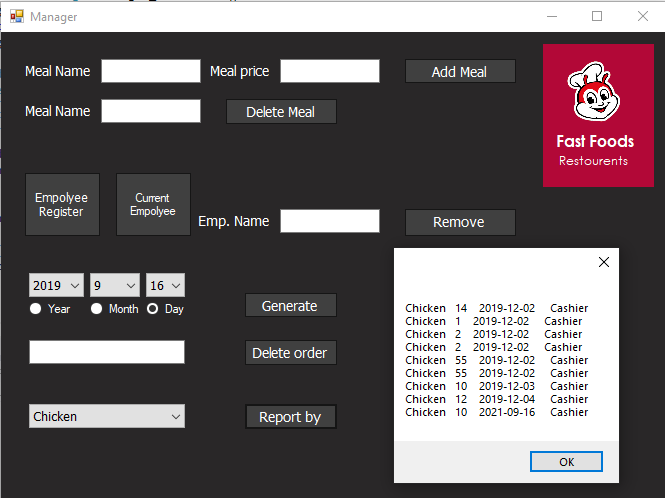 Manager
Meal Name Meal price Add Meal
Meal Name Delete Meal
Fast Foods
Restourents
Empolyee
Register
Current
Empolyee
Emp. Name Remove
2019 9 16
Year Month Day
Generate
Delete order
Chicken Report by
Chicken 14 2019-12-02 Cashier
Chicken 1 2019-12-02 Cashier
Chicken 2 2019-12-02 Cashier
Chicken 2 2019-12-02 Cashier
Chicken 55 2019-12-02 Cashier
Chicken 55 2019-12-02 Cashier
Chicken 10 2019-12-03 Cashier
Chicken 12 2019-12-04 Cashier
Chicken 10 2021-09-16 Cashier
OK